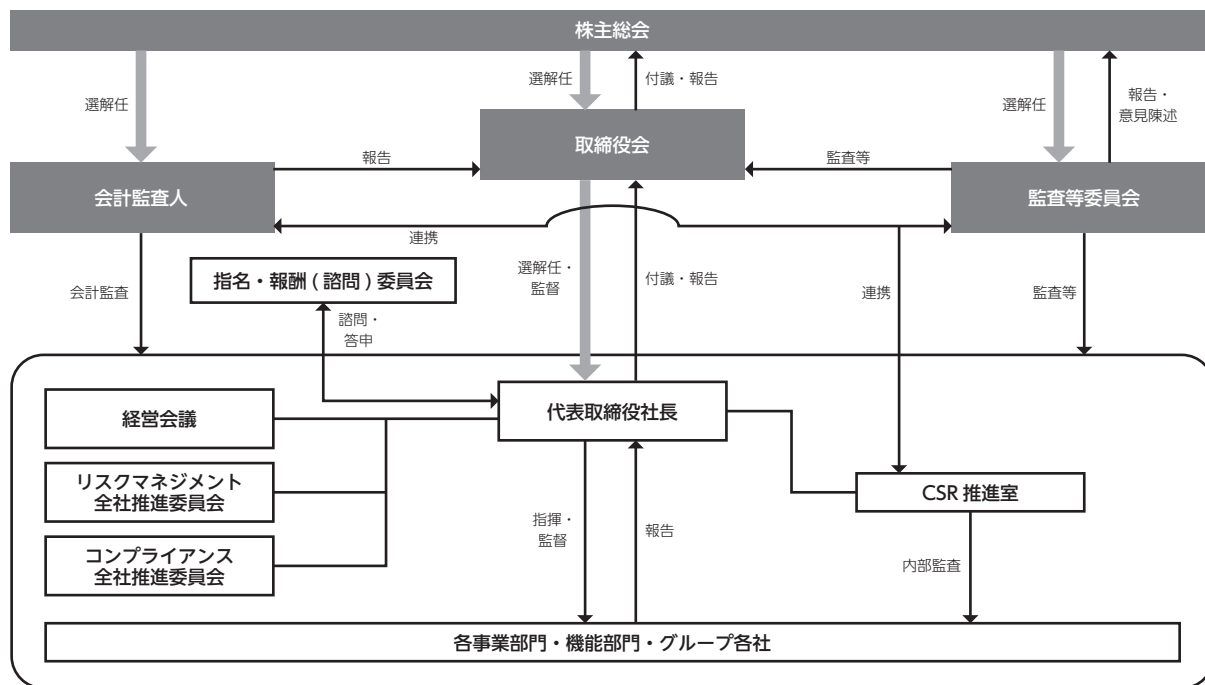 株主総会
選解任
選解任
付議・報告
選解任
報告・
意見陳述
取締役会
報告
監査等
会計監査人
監査等委員会
連携
指名・報酬(諮問)委員会
会計監査
選解任・
監督
付議・報告
連携
監査等
諮問・
答申
経営会議
代表取締役社長
リスクマネジメント
全社推進委員会
CSR推進室
指揮・
監督
報告
コンプライアンス
全社推進委員会
内部監査
各事業部門・機能部門・グループ各社